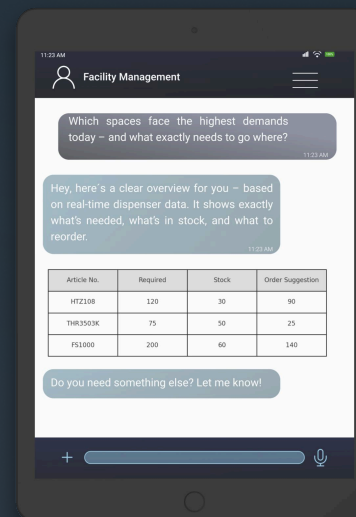 11:23 AM
Facility Management
Which spaces face the highest demands
today – and what exactly needs to go where?
11:23 AM
Hey, here´s a clear overview for you – based
on real-time dispenser data. It shows exactly
what's needed, what's in stock, and what to
reorder.
11:23 AM
Article No. Required Stock Order Suggestion
HTZ108 120 30 90
THR3503K 75 50 25
FS1000 200 60 140
Do you need something else? Let me know!